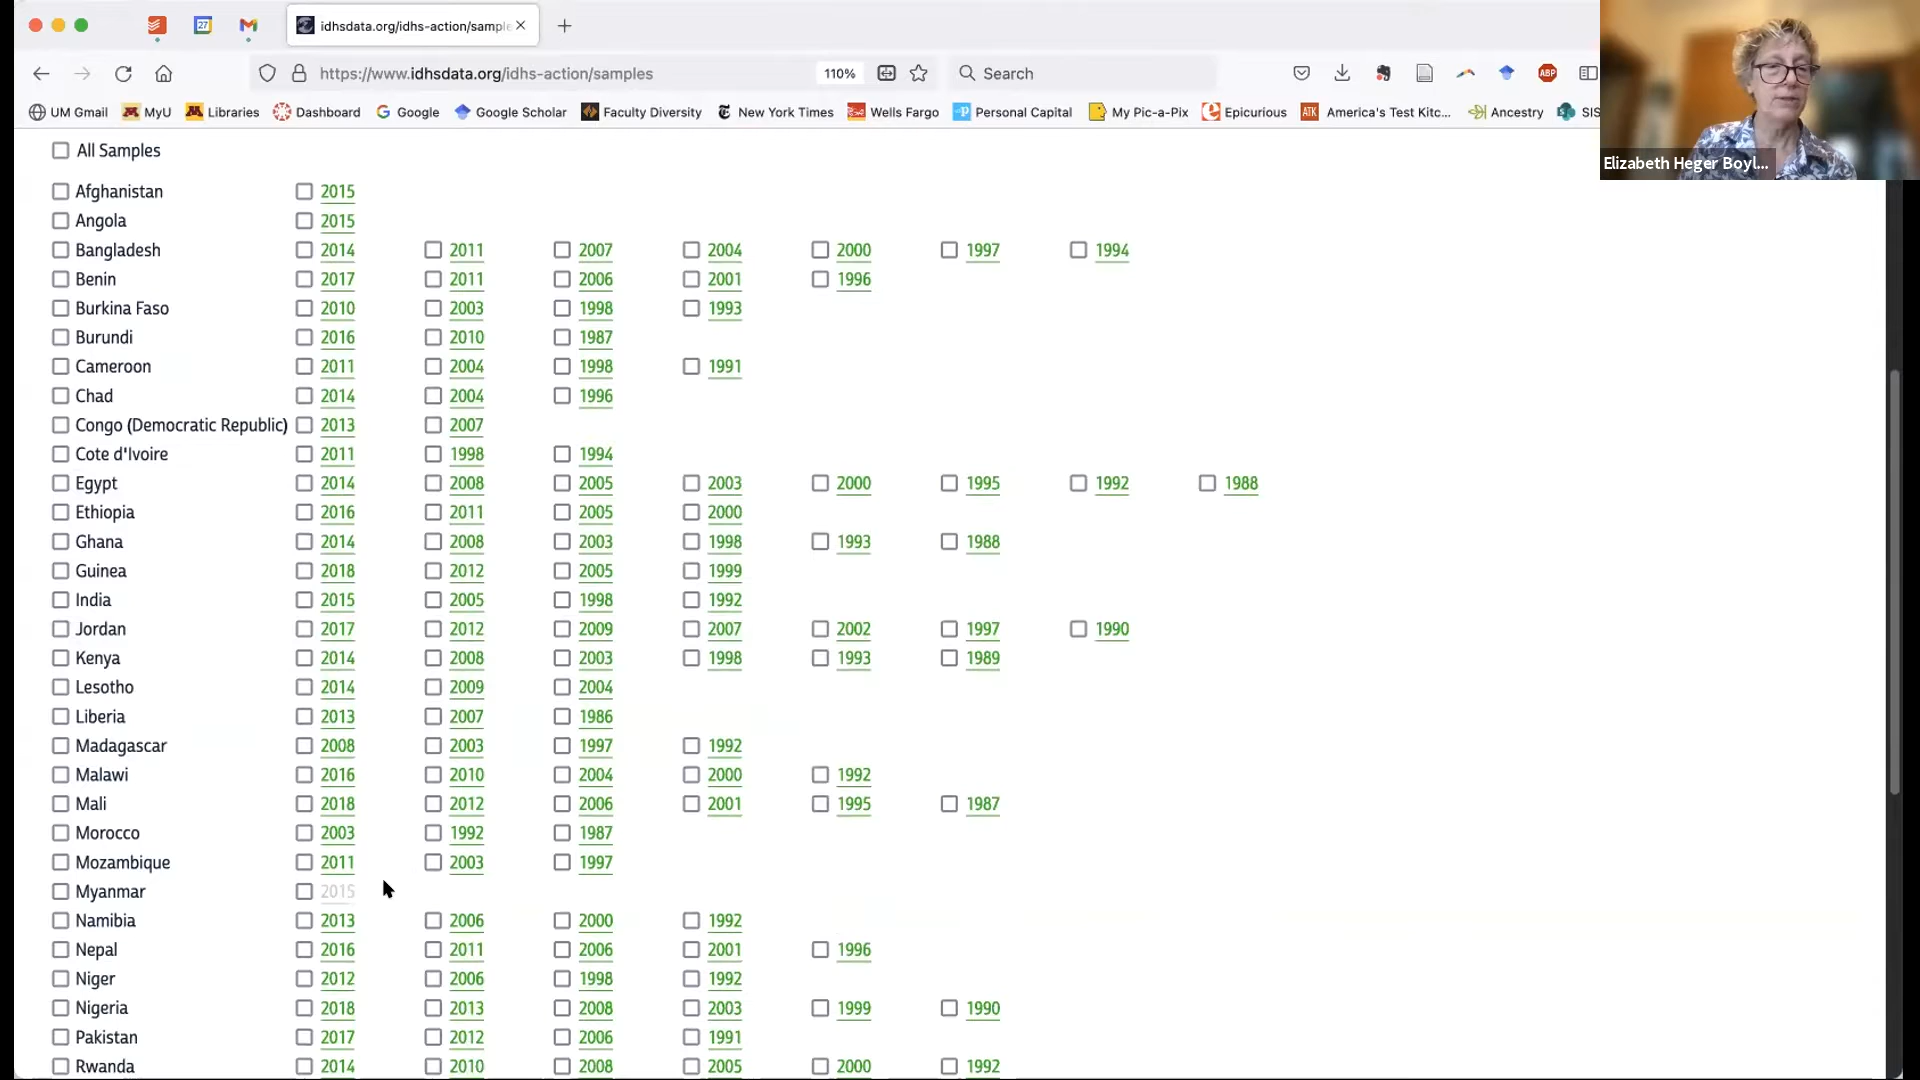 27
idhsdata.org/idhs-action/sample
https://www.idhsdata.org/idhs-action/samples
110%
Search
ABP
UM Gmail MyU Libraries Dashboard Google Google Scholar Faculty Diversity New York Times Wells Fargo Personal Capital My Pic-a-Pix Epicurious ATK America's Test Kitc... Ancestry SIS
Elizabeth Heger Boyl...
All Samples
Afghanistan 2015
Angola 2015
Bangladesh 2014 2011 2007 2004 2000 1997 1994
Benin 2017 2011 2006 2001 1996
Burkina Faso 2010 2003 1998 1993
Burundi 2016 2010 1987
Cameroon 2011 2004 1998 1991
Chad 2014 2004 1996
Congo (Democratic Republic) 2013 2007
Cote d'Ivoire 2011 1998 1994
Egypt 2014 2008 2005 2003 2000 1995 1992 1988
Ethiopia 2016 2011 2005 2000
Ghana 2014 2008 2003 1998 1993 1988
Guinea 2018 2012 2005 1999
India 2015 2005 1998 1992
Jordan 2017 2012 2009 2007 2002 1997 1990
Kenya 2014 2008 2003 1998 1993 1989
Lesotho 2014 2009 2004
Liberia 2013 2007 1986
Madagascar 2008 2003 1997 1992
Malawi 2016 2010 2004 2000 1992
Mali 2018 2012 2006 2001 1995 1987
Morocco 2003 1992 1987
Mozambique 2011 2003 1997
Myanmar 2015
Namibia 2013 2006 2000 1992
Nepal 2016 2011 2006 2001 1996
Niger 2012 2006 1998 1992
Nigeria 2018 2013 2008 2003 1999 1990
Pakistan 2017 2012 2006 1991
Rwanda 2014 2010 2008 2005 2000 1992